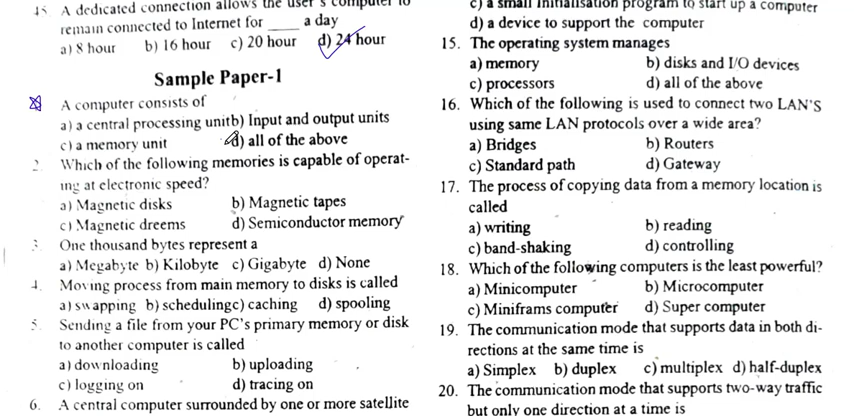 45 A dedicated connection allows the user's computer to
remain connected to Internet for ____ a day
a) 8 hour b) 16 hour c) 20 hour d) 24 hour
Sample Paper-1
A computer consists of
a) a central processing unit b) Input and output units
c) a memory unit d) all of the above
2. Which of the following memories is capable of operat-
ing at electronic speed?
a) Magnetic disks b) Magnetic tapes
c) Magnetic dreems d) Semiconductor memory
3. One thousand bytes represent a
a) Megabyte b) Kilobyte c) Gigabyte d) None
4. Moving process from main memory to disks is called
a) swapping b) scheduling c) caching d) spooling
5. Sending a file from your PC's primary memory or disk
to another computer is called
a) downloading b) uploading
c) logging on d) tracing on
6. A central computer surrounded by one or more satellite
c) a small initialisation program to start up a computer
d) a device to support the computer
15. The operating system manages
a) memory b) disks and I/O devices
c) processors d) all of the above
16. Which of the following is used to connect two LAN'S
using same LAN protocols over a wide area?
a) Bridges b) Routers
c) Standard path d) Gateway
17. The process of copying data from a memory location is
called
a) writing b) reading
c) band-shaking d) controlling
18. Which of the following computers is the least powerful?
a) Minicomputer b) Microcomputer
c) Miniframs computer d) Super computer
19. The communication mode that supports data in both di-
rections at the same time is
a) Simplex b) duplex c) multiplex d) half-duplex
20. The communication mode that supports two-way traffic
but only one direction at a time is